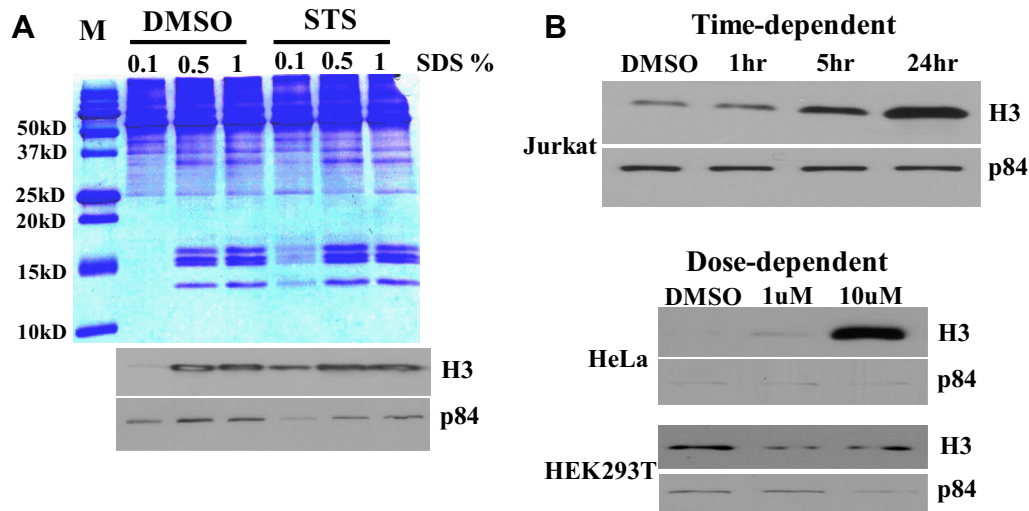 A
M
DMSO STS
0.1 0.5 1 0.1 0.5 1 SDS %
50kD
37kD
25kD
20kD
15kD
10kD
H3
p84
B
Time-dependent
DMSO 1hr 5hr 24hr
H3
Jurkat
p84
Dose-dependent
DMSO 1uM 10uM
H3
HeLa
p84
H3
HEK293T
p84